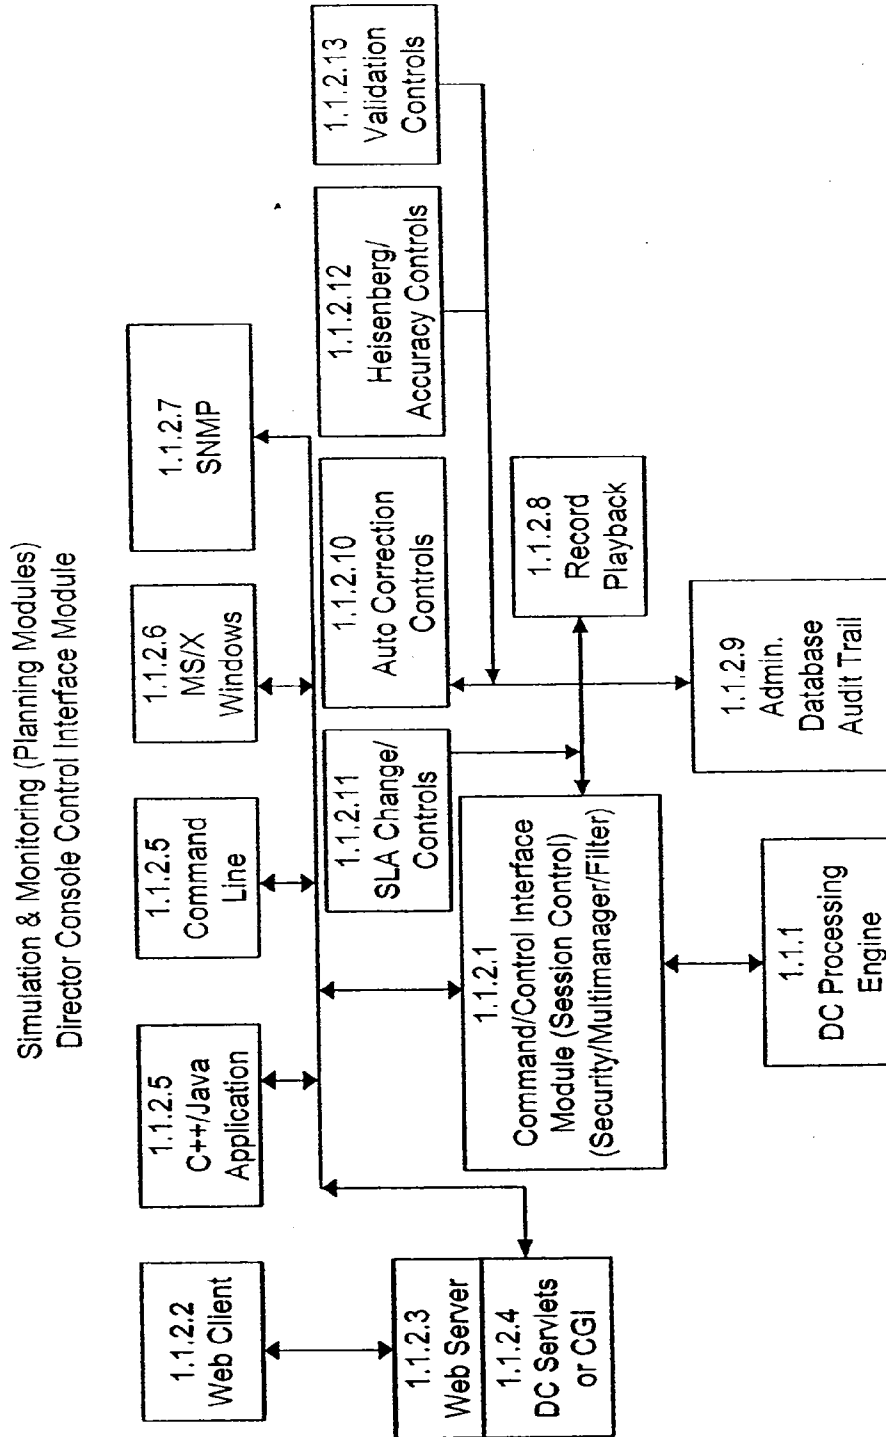 Simulation & Monitoring (Planning Modules)
Director Console Control Interface Module
1.1.2.2
Web Client
1.1.2.5
C++/Java
Application
1.1.2.5
Command
Line
1.1.2.6
MS/X
Windows
1.1.2.7
SNMP
1.1.2.3
Web Server
1.1.2.4
DC Servlets
or CGI
1.1.2.11
SLA Change/
Controls
1.1.2.10
Auto Correction
Controls
1.1.2.12
Heisenberg/
Accuracy Controls
1.1.2.13
Validation
Controls
1.1.2.1
Command/Control Interface
Module (Session Control)
(Security/Multimanager/Filter)
1.1.2.8
Record
Playback
1.1.1
DC Processing
Engine
1.1.2.9
Admin.
Database
Audit Trail